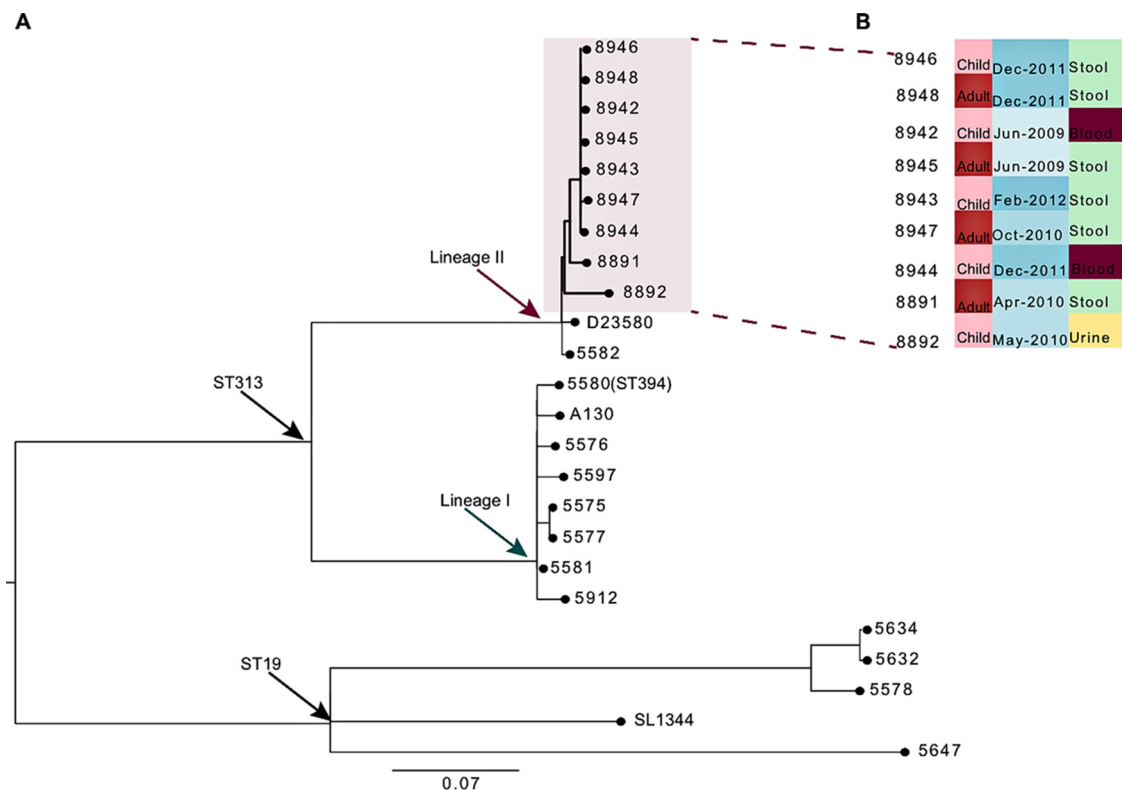 A
8946
8948
8942
8945
8943
8947
8944
8891
Lineage II
8892
D23580
5582
ST313
5580(ST394)
A130
5576
5597
Lineage I
5575
5577
5581
5912
5634
ST19
5632
5578
SL1344
5647
0.07
B
8946 Child Dec-2011 Stool
8948 Adult Dec-2011 Stool
8942 Child Jun-2009 Blood
8945 Adult Jun-2009 Stool
8943 Child Feb-2012 Stool
8947 Adult Oct-2010 Stool
8944 Child Dec-2011 Blood
8891 Adult Apr-2010 Stool
8892 Child May-2010 Urine